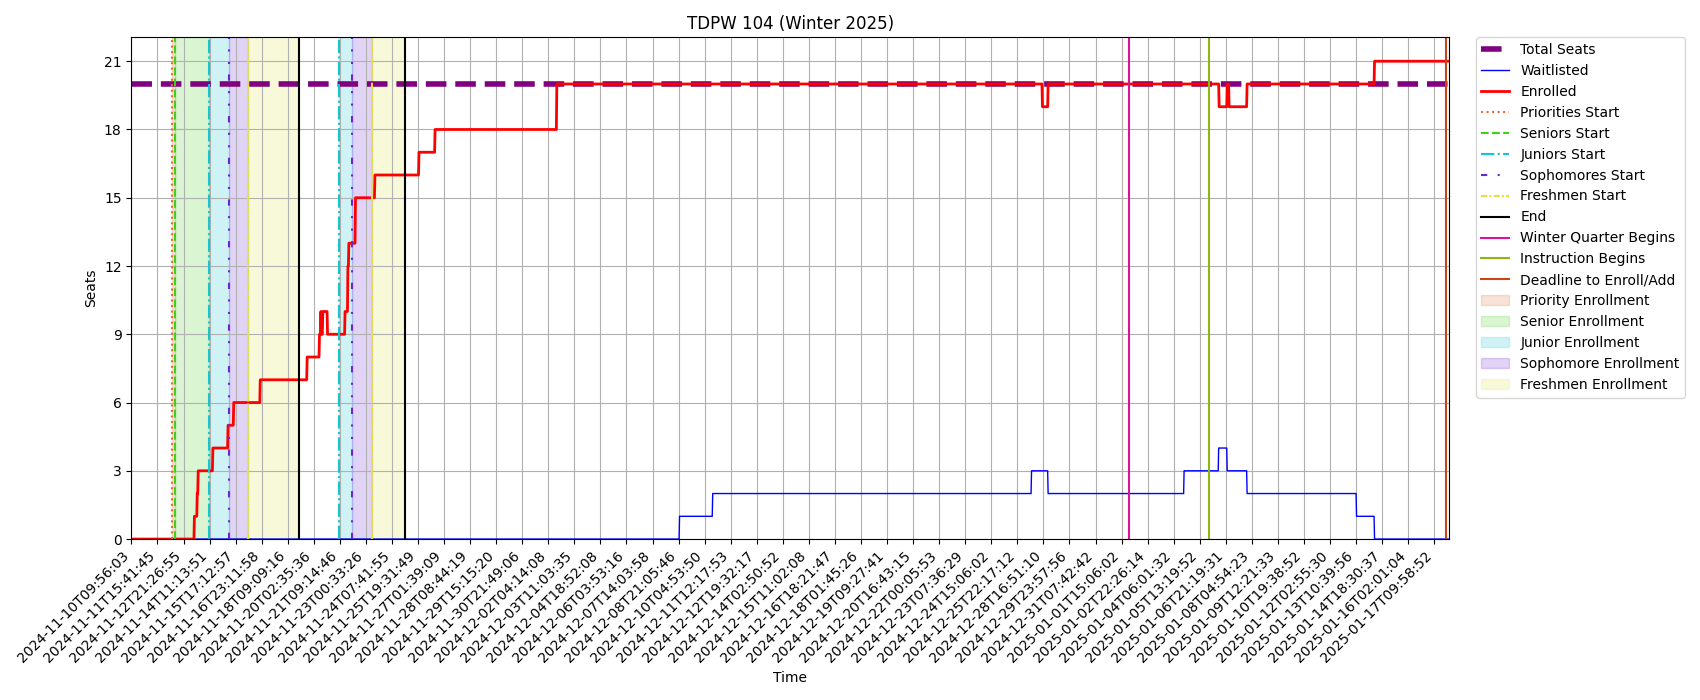 TDPW 104 (Winter 2025)
21
18
15
12
9
6
3
0
Seats
2024-11-10T09:56:03
2024-11-11T15:41:45
2024-11-12T21:26:55
2024-11-14T11:13:51
2024-11-15T17:12:57
2024-11-16T23:11:58
2024-11-18T09:09:16
2024-11-20T02:35:36
2024-11-21T09:14:46
2024-11-23T00:33:26
2024-11-24T07:41:55
2024-11-25T19:31:49
2024-11-27T01:39:09
2024-11-28T08:44:19
2024-11-29T15:15:20
2024-11-30T21:49:06
2024-12-02T04:14:08
2024-12-03T11:03:35
2024-12-04T18:52:08
2024-12-06T03:53:16
2024-12-07T14:03:58
2024-12-08T21:05:46
2024-12-10T04:53:50
2024-12-11T12:17:53
2024-12-12T19:32:17
2024-12-14T02:50:52
2024-12-15T11:02:08
2024-12-16T18:21:47
2024-12-18T01:45:26
2024-12-19T09:27:41
2024-12-20T16:43:15
2024-12-22T00:05:53
2024-12-23T07:36:29
2024-12-24T15:06:02
2024-12-25T22:17:12
2024-12-28T16:51:10
2024-12-29T23:57:56
2024-12-31T07:42:42
2025-01-01T15:06:02
2025-01-02T22:26:14
2025-01-04T06:01:32
2025-01-05T13:19:52
2025-01-06T21:19:31
2025-01-08T04:54:23
2025-01-09T12:21:33
2025-01-10T19:38:52
2025-01-12T02:55:30
2025-01-13T10:39:56
2025-01-14T18:30:37
2025-01-16T02:01:04
2025-01-17T09:58:52
Time
Total Seats
Waitlisted
Enrolled
Priorities Start
Seniors Start
Juniors Start
Sophomores Start
Freshmen Start
End
Winter Quarter Begins
Instruction Begins
Deadline to Enroll/Add
Priority Enrollment
Senior Enrollment
Junior Enrollment
Sophomore Enrollment
Freshmen Enrollment